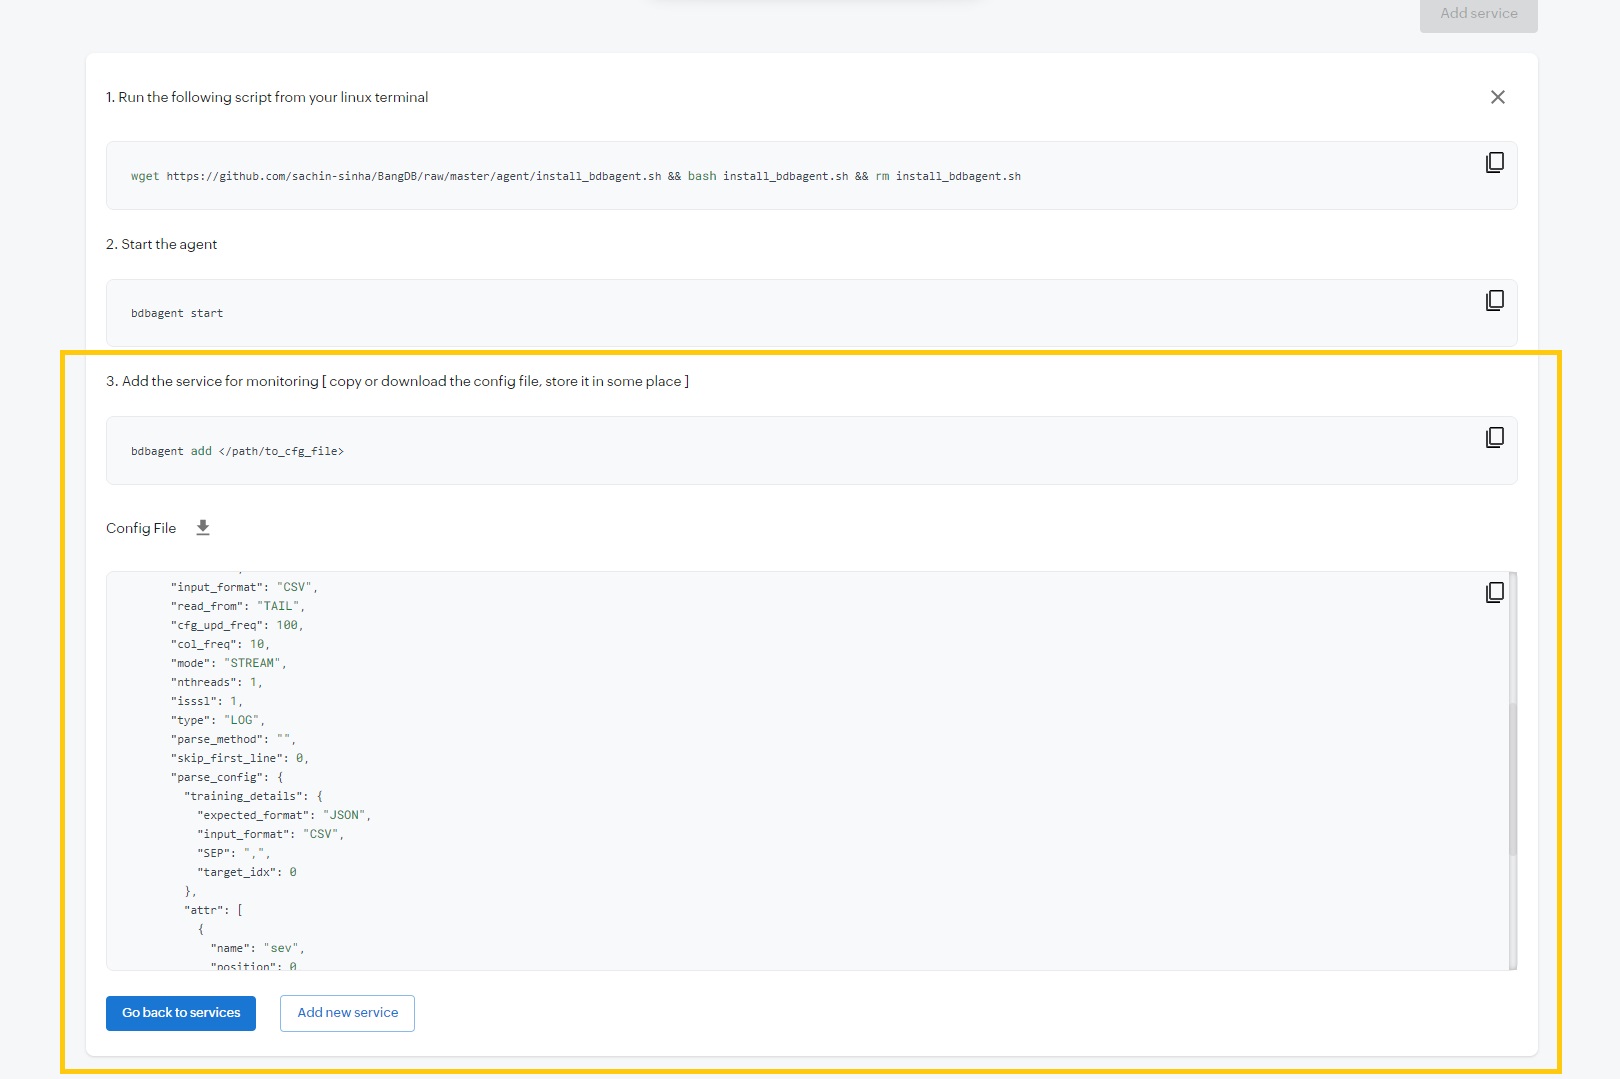 Add service
1. Run the following script from your linux terminal
wget https://github.com/sachin-sinha/BangDB/raw/master/agent/install_bdbagent.sh && bash install_bdbagent.sh && rm install_bdbagent.sh
2. Start the agent
bdbagent start
3. Add the service for monitoring [ copy or download the config file, store it in some place ]
bdbagent add </path/to_cfg_file>
Config File
"input_format": "CSV",
"read_from": "TAIL",
"cfg_upd_freq": 100,
"col_freq": 10,
"mode": "STREAM",
"nthreads": 1,
"isssl": 1,
"type": "LOG",
"parse_method": "",
"skip_first_line": 0,
"parse_config": {
"training_details": {
"expected_format": "JSON",
"input_format": "CSV",
"SEP": ",",
"target_idx": 0
},
"attr": [
{
"name": "sev",
"position": 0
Go back to services
Add new service